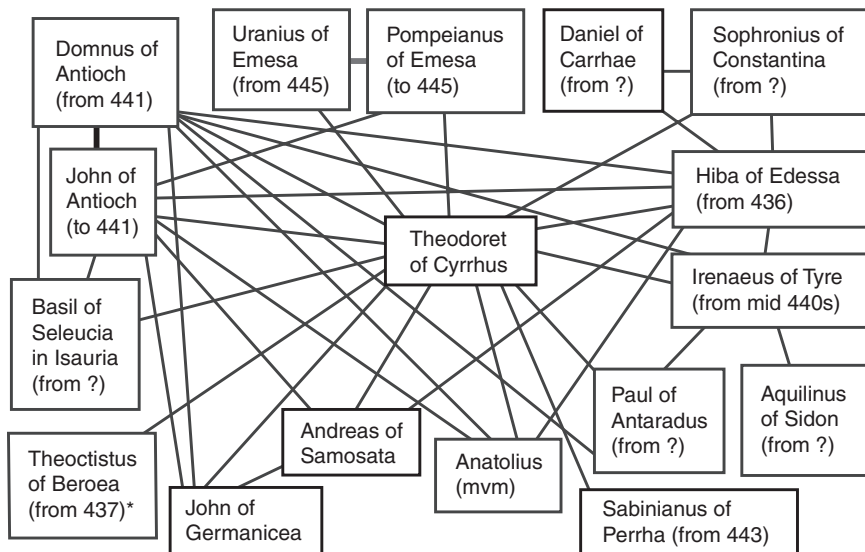 Domnus of
Antioch
(from 441)
Uranius of
Emesa
(from 445)
Pompeianus
of Emesa
(to 445)
Daniel of
Carrhae
(from ?)
Sophronius of
Constantina
(from ?)
John of
Antioch
(to 441)
Hiba of Edessa
(from 436)
Theodoret
of Cyrrhus
Basil of
Seleucia
in Isauria
(from ?)
Irenaeus of Tyre
(from mid 440s)
Paul of
Antaradus
(from ?)
Aquilinus
of Sidon
(from ?)
Theoctistus
of Beroea
(from 437)*
Andreas of
Samosata
Anatolius
(mvm)
John of
Germanicea
Sabinianus of
Perrha (from 443)